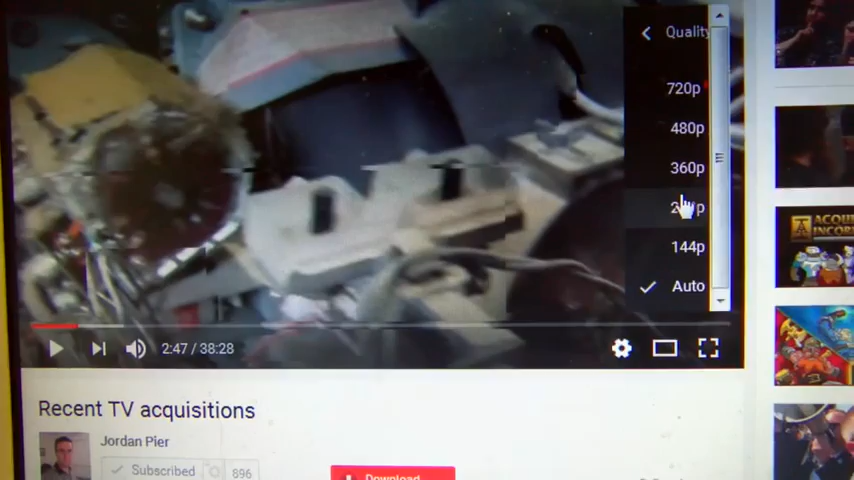 Quality
720p
480p
360p
144p
Auto
2:47 / 38:28
Recent TV acquisitions
Jordan Pier
Subscribed
896
Download